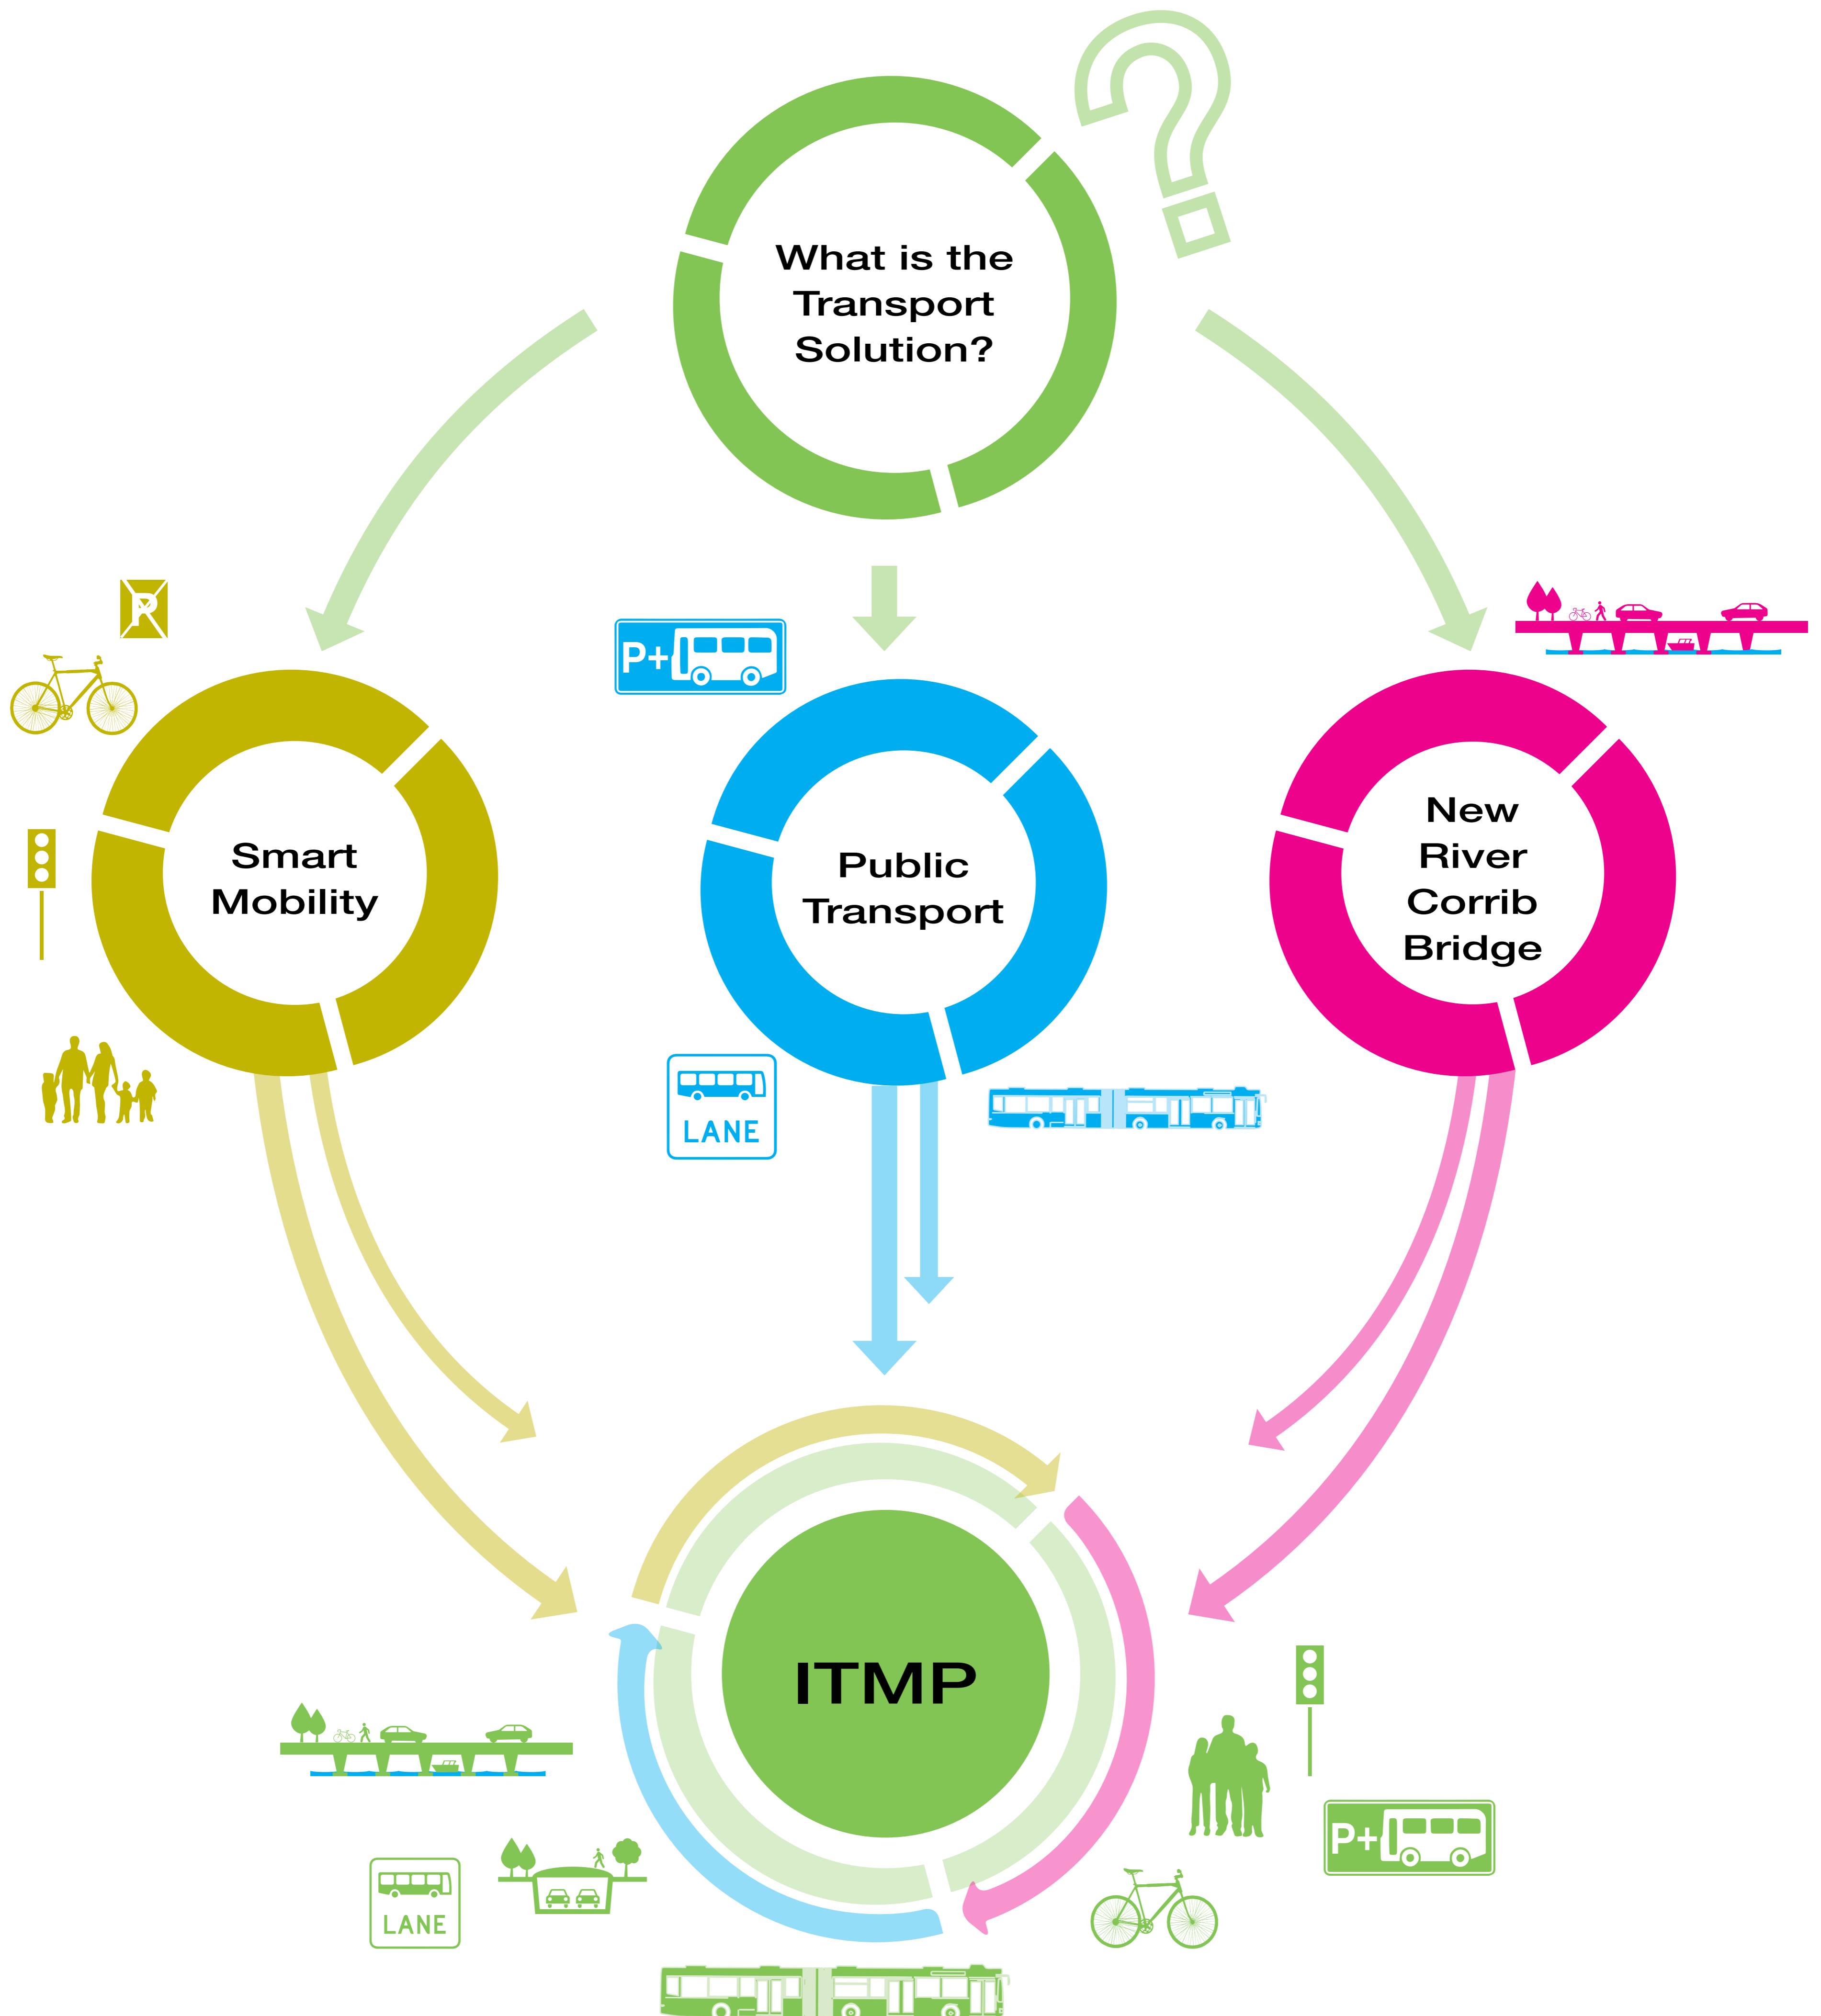 What is the
Transport
Solution?
P
P+
Smart
Mobility
Public
Transport
New
River
Corrib
Bridge
LANE
ITMP
P+
LANE